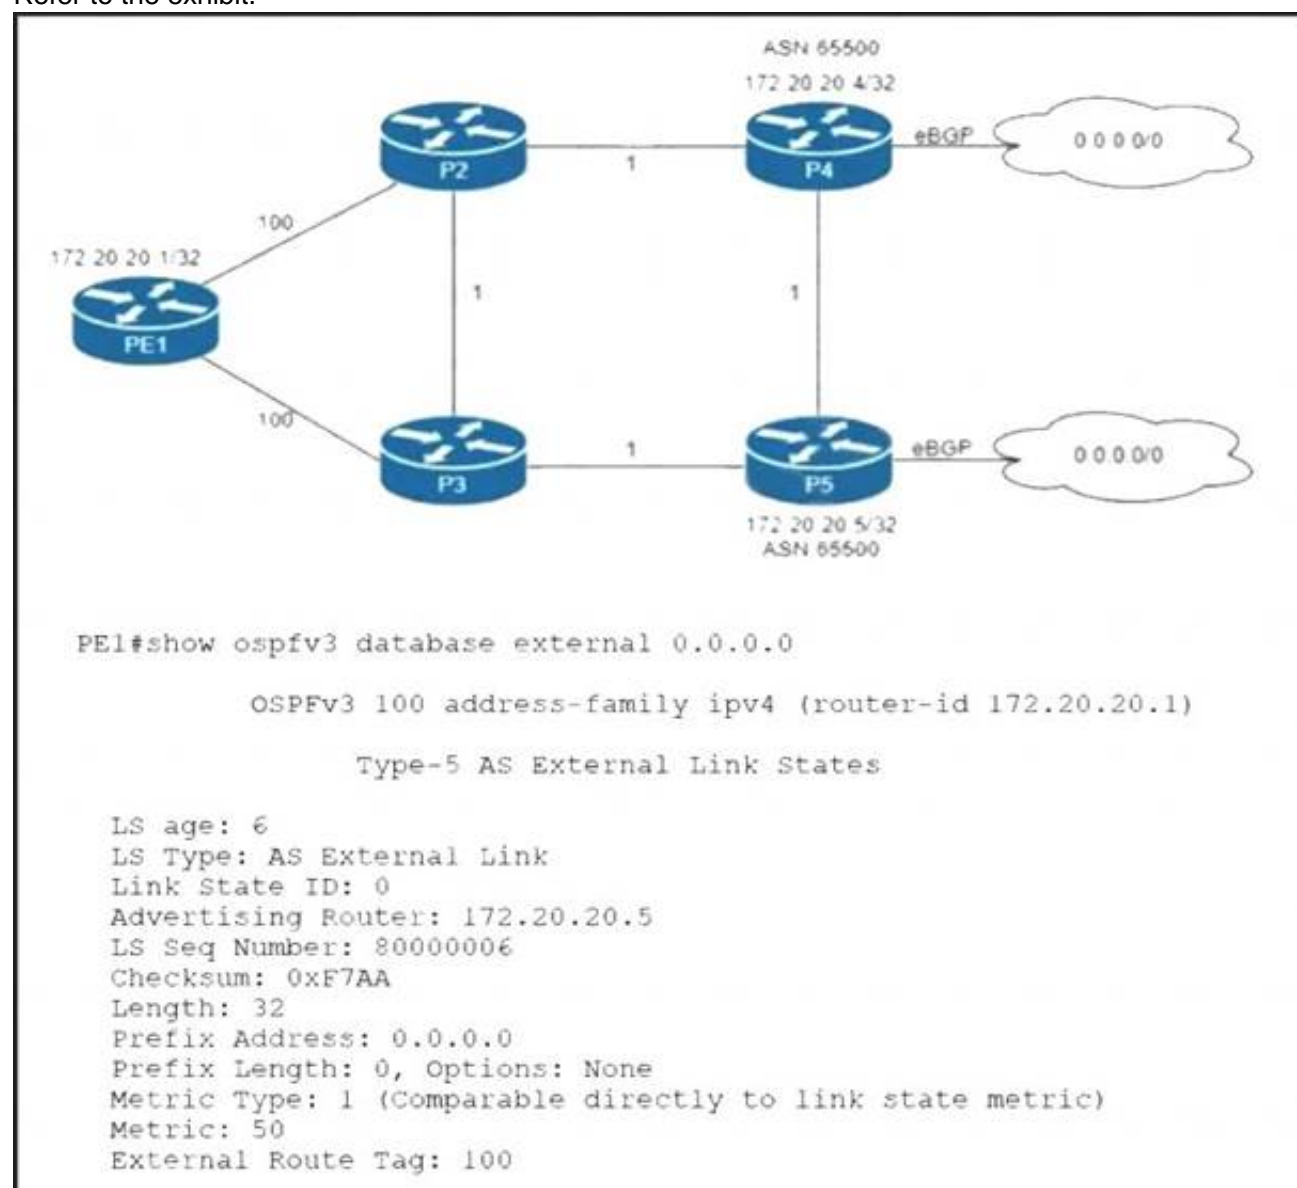 Refer to the exhibit.
ASN 65500
172 20 20 4/32
P2
1
P4
eBGP
0 0 0 0/0
100
172 20 20 1/32
PE1
1
1
100
P3
1
P5
eBGP
0 0 0 0/0
172 20 20 5/32
ASN 65500
PE1#show ospfv3 database external 0.0.0.0
OSPFv3 100 address-family ipv4 (router-id 172.20.20.1)
Type-5 AS External Link States
LS age: 6
LS Type: AS External Link
Link State ID: 0
Advertising Router: 172.20.20.5
LS Seq Number: 80000006
Checksum: 0xF7AA
Length: 32
Prefix Address: 0.0.0.0
Prefix Length: 0, Options: None
Metric Type: 1 (Comparable directly to link state metric)
Metric: 50
External Route Tag: 100